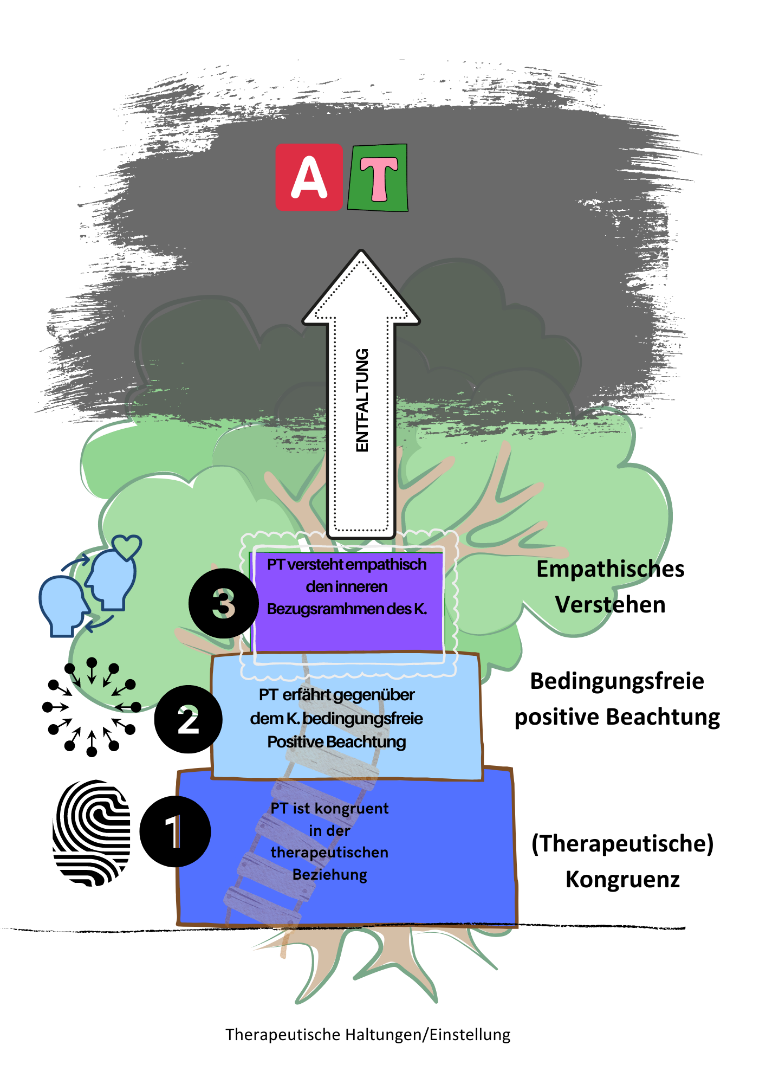 A T
ENTFALTUNG
3
PT versteht empathisch
den inneren
Bezugsramhmen des K.
Empathisches
Verstehen
2
PT erfährt gegenüber
dem K. bedingungsfreie
Positive Beachtung
Bedingungsfreie
positive Beachtung
1
PT ist kongruent
in der
therapeutischen
Beziehung
(Therapeutische)
Kongruenz
Therapeutische Haltungen/Einstellung